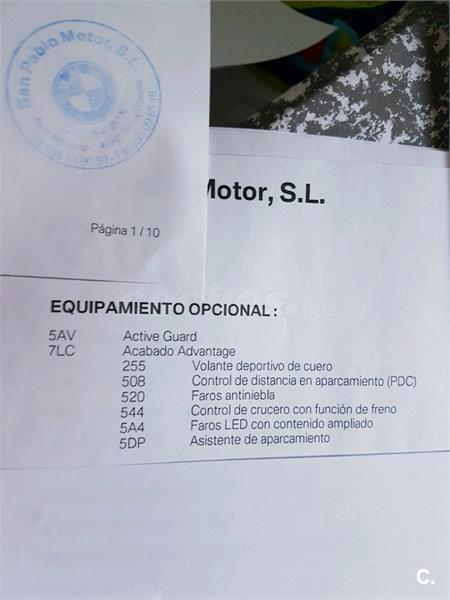 San Pablo Motor, S.L.
Página 1 / 10
Motor, S.L.
EQUIPAMIENTO OPCIONAL :
5AV Active Guard
7LC Acabado Advantage
255 Volante deportivo de cuero
508 Control de distancia en aparcamiento (PDC)
520 Faros antiniebla
544 Control de crucero con función de freno
5A4 Faros LED con contenido ampliado
5DP Asistente de aparcamiento
C.